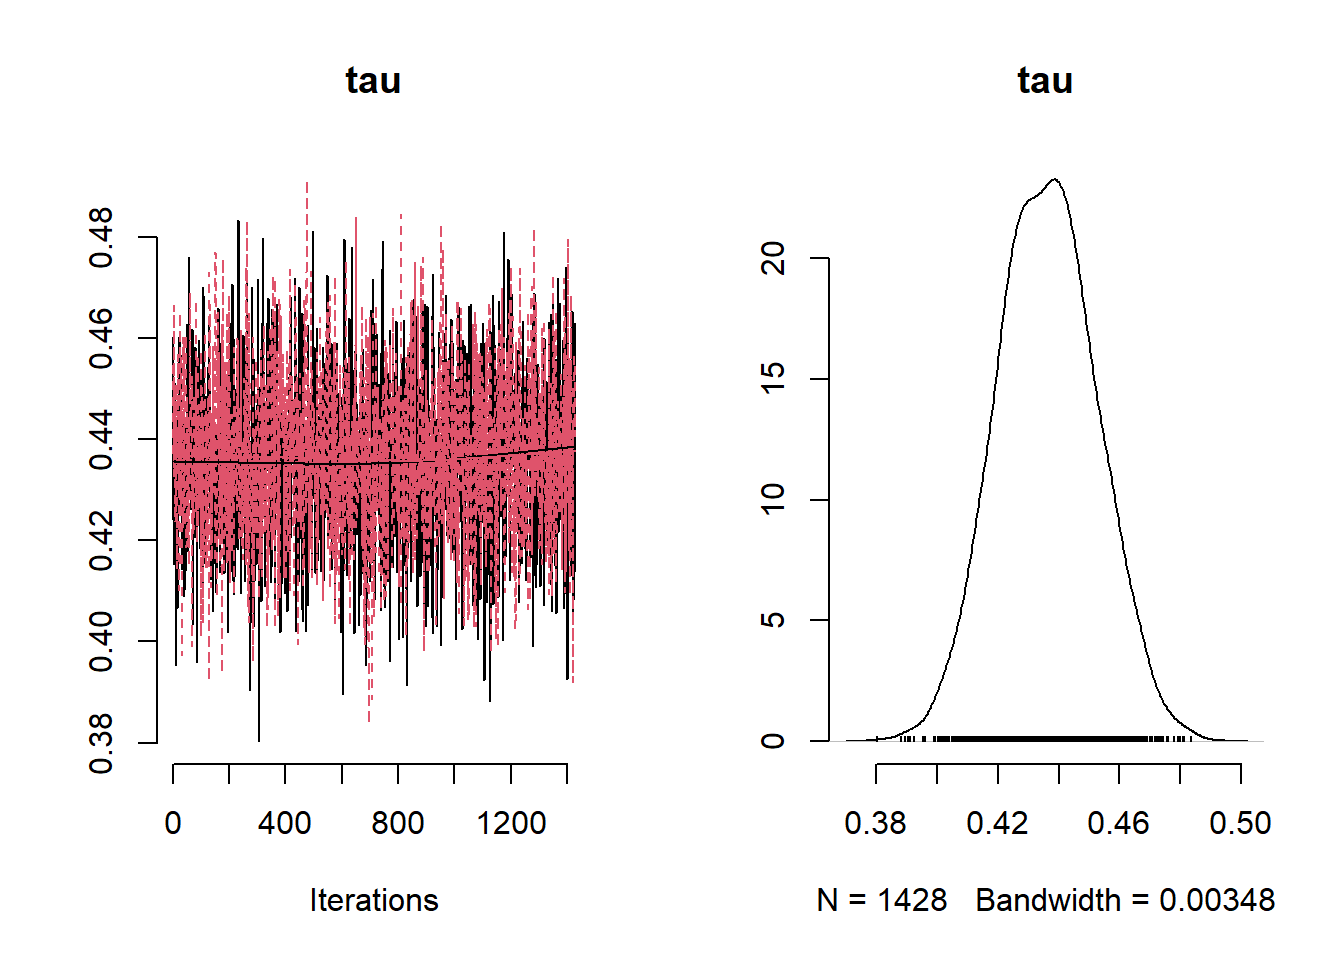 tau
0.38 0.40 0.42 0.44 0.46 0.48
0 400 800 1200
Iterations
tau
0 5 10 15 20
0.38 0.42 0.46 0.50
N = 1428 Bandwidth = 0.00348